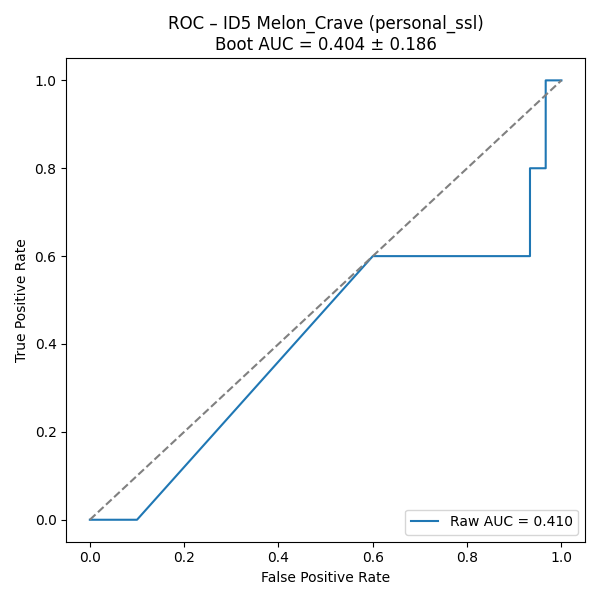 ROC – ID5 Melon_Crave (personal_ssl)
Boot AUC = 0.404 ± 0.186
1.0
0.8
0.6
0.4
0.2
0.0
True Positive Rate
Raw AUC = 0.410
0.0 0.2 0.4 0.6 0.8 1.0
False Positive Rate